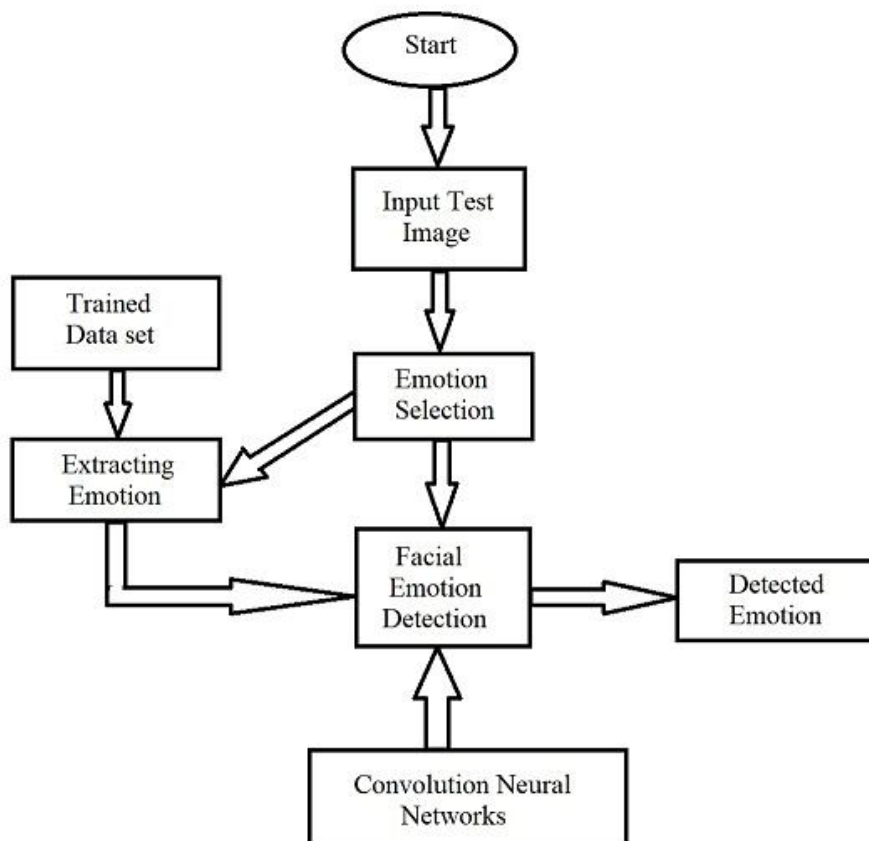 Start
Input Test
Image
Trained
Data set
Emotion
Selection
Extracting
Emotion
Facial
Emotion
Detection
Detected
Emotion
Convolution Neural
Networks